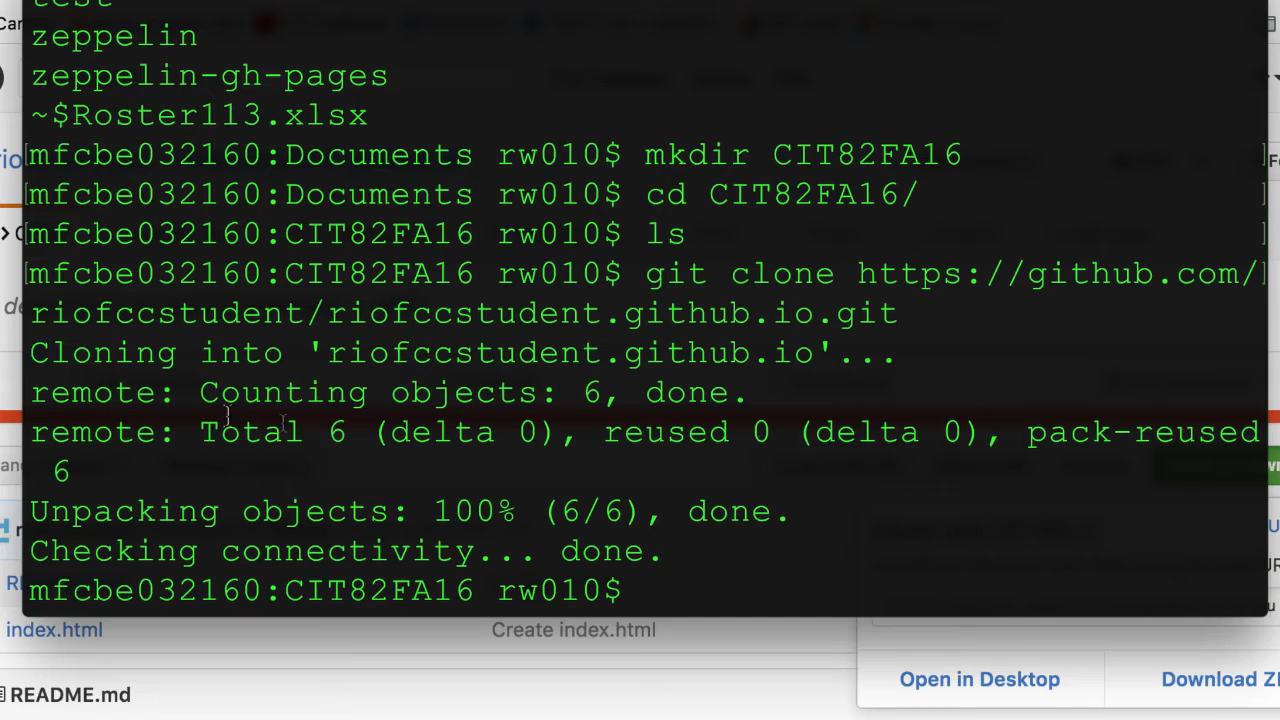 test
zeppelin
zeppelin-gh-pages
~$Roster113.xlsx
[mfcbe032160:Documents rw010$ mkdir CIT82FA16 ]
[mfcbe032160:Documents rw010$ cd CIT82FA16/ ]
[mfcbe032160:CIT82FA16 rw010$ ls ]
[mfcbe032160:CIT82FA16 rw010$ git clone https://github.com/]
riofccstudent/riofccstudent.github.io.git
Cloning into 'riofccstudent.github.io'...
remote: Counting objects: 6, done.
remote: Total 6 (delta 0), reused 0 (delta 0), pack-reused
6
Unpacking objects: 100% (6/6), done.
Checking connectivity... done.
mfcbe032160:CIT82FA16 rw010$
index.html Create index.html
Open in Desktop Download
README.md